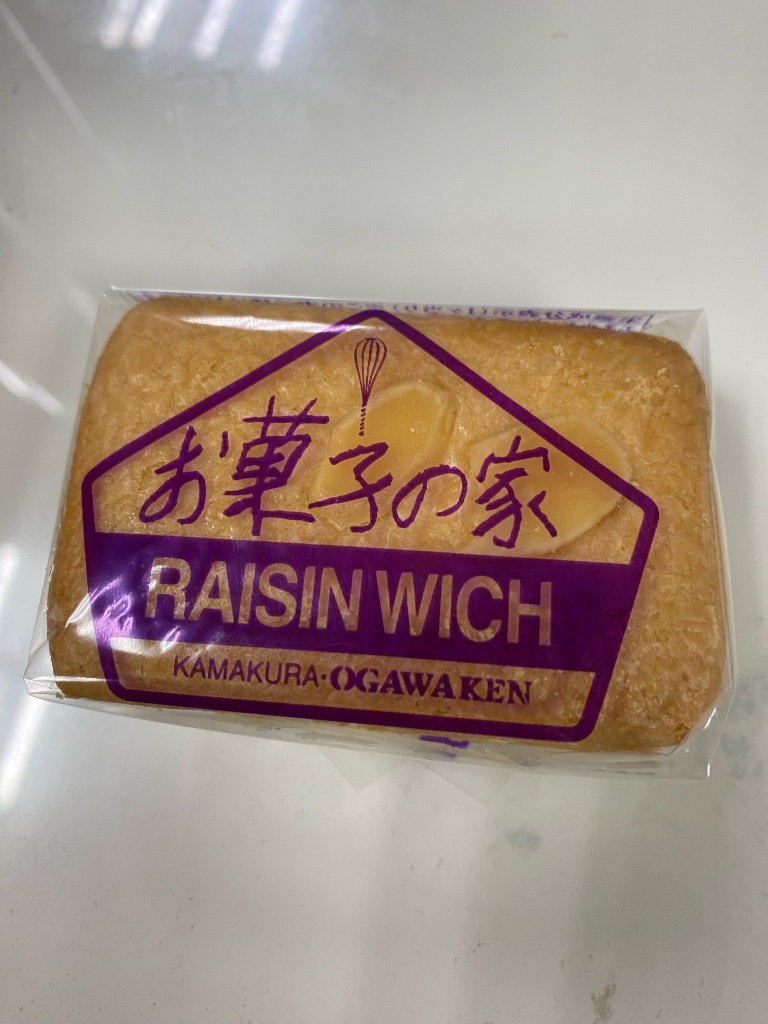 お菓子の家
RAISIN WICH
KAMAKURA·OGAWAKEN